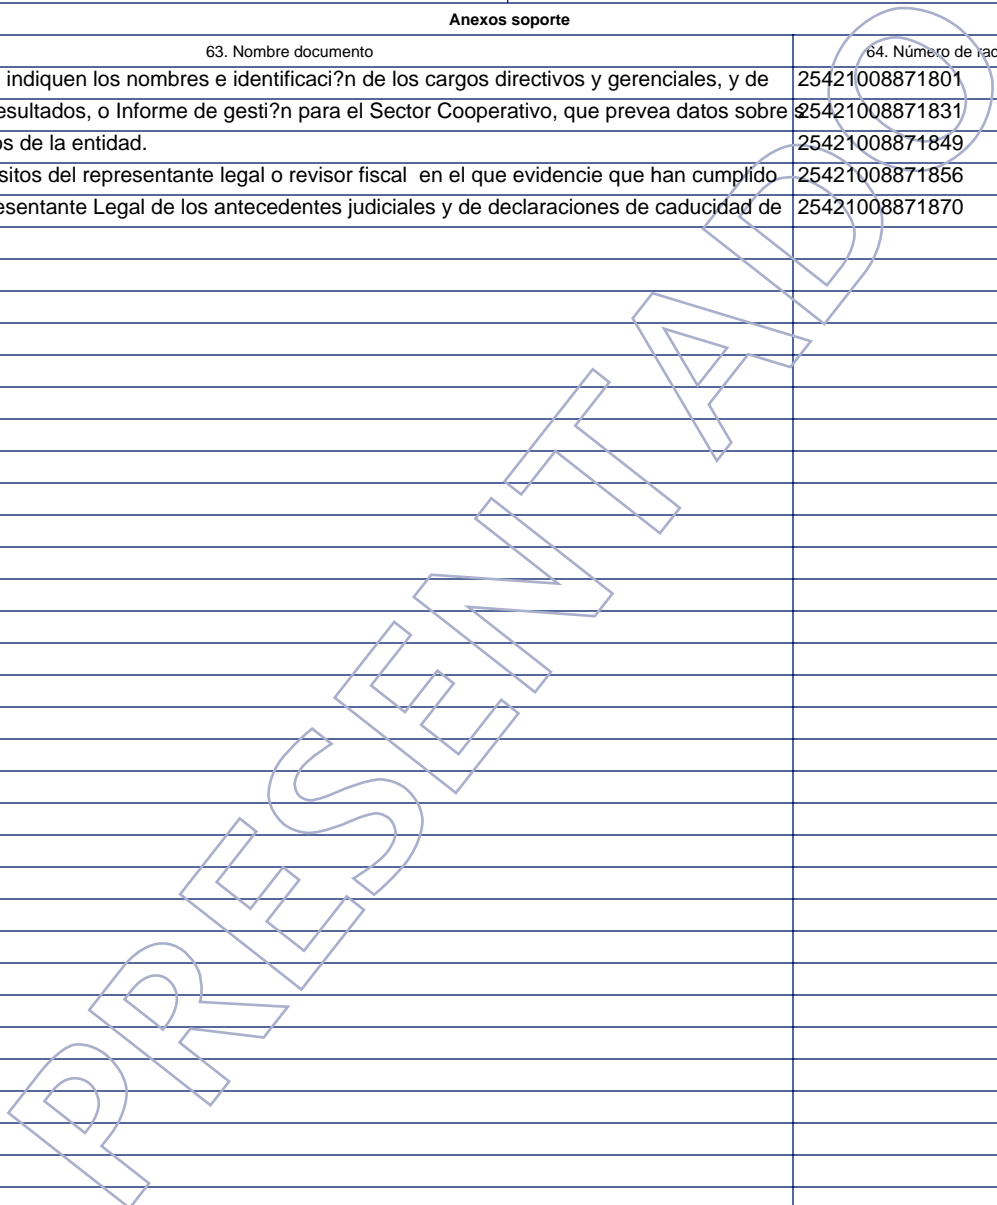 Anexos soporte
63. Nombre documento 64. Número de rad
indiquen los nombres e identificaci?n de los cargos directivos y gerenciales, y de 25421008871801
esultados, o Informe de gesti?n para el Sector Cooperativo, que prevea datos sobre s 25421008871831
os de la entidad. 25421008871849
sitos del representante legal o revisor fiscal en el que evidencie que han cumplido 25421008871856
esentante Legal de los antecedentes judiciales y de declaraciones de caducidad de 25421008871870
PRESENTADO